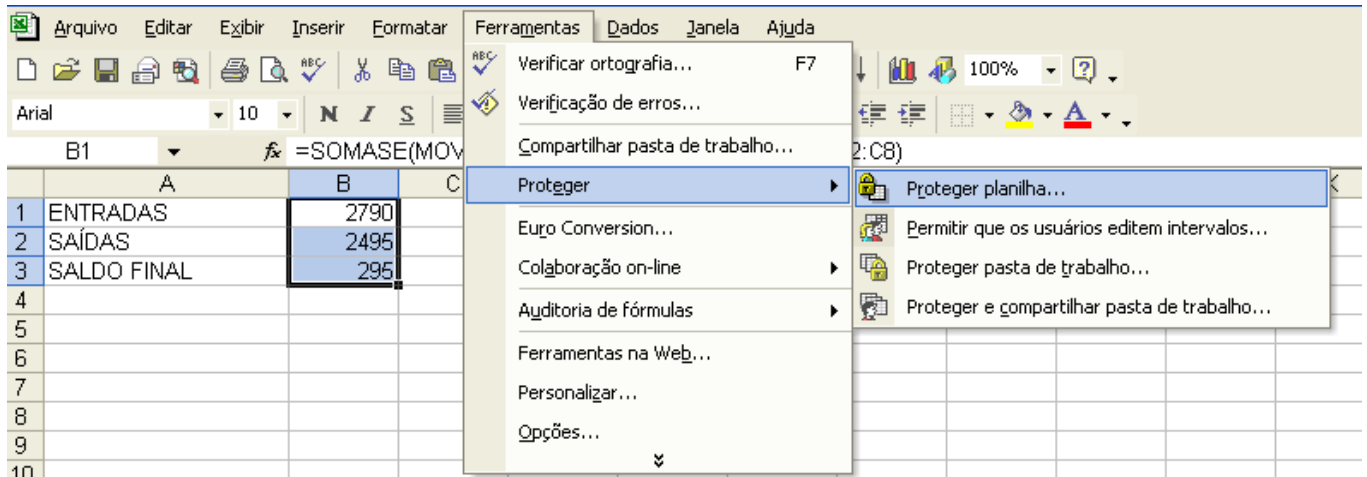 Arquivo Editar Exibir Inserir Formatar Ferramentas Dados Janela Ajuda
100%
Arial 10 N I S
B1 fx =SOMASE(MOV 2:C8)
ABC Verificar ortografia... F7
Verificação de erros...
Compartilhar pasta de trabalho...
Proteger
Euro Conversion...
Colaboração on-line
Auditoria de fórmulas
Ferramentas na Web...
Personalizar...
Opções...
Proteger planilha...
Permitir que os usuários editem intervalos...
Proteger pasta de trabalho...
Proteger e compartilhar pasta de trabalho...
A B C K
1 ENTRADAS 2790
2 SAÍDAS 2495
3 SALDO FINAL 295
4
5
6
7
8
9
10